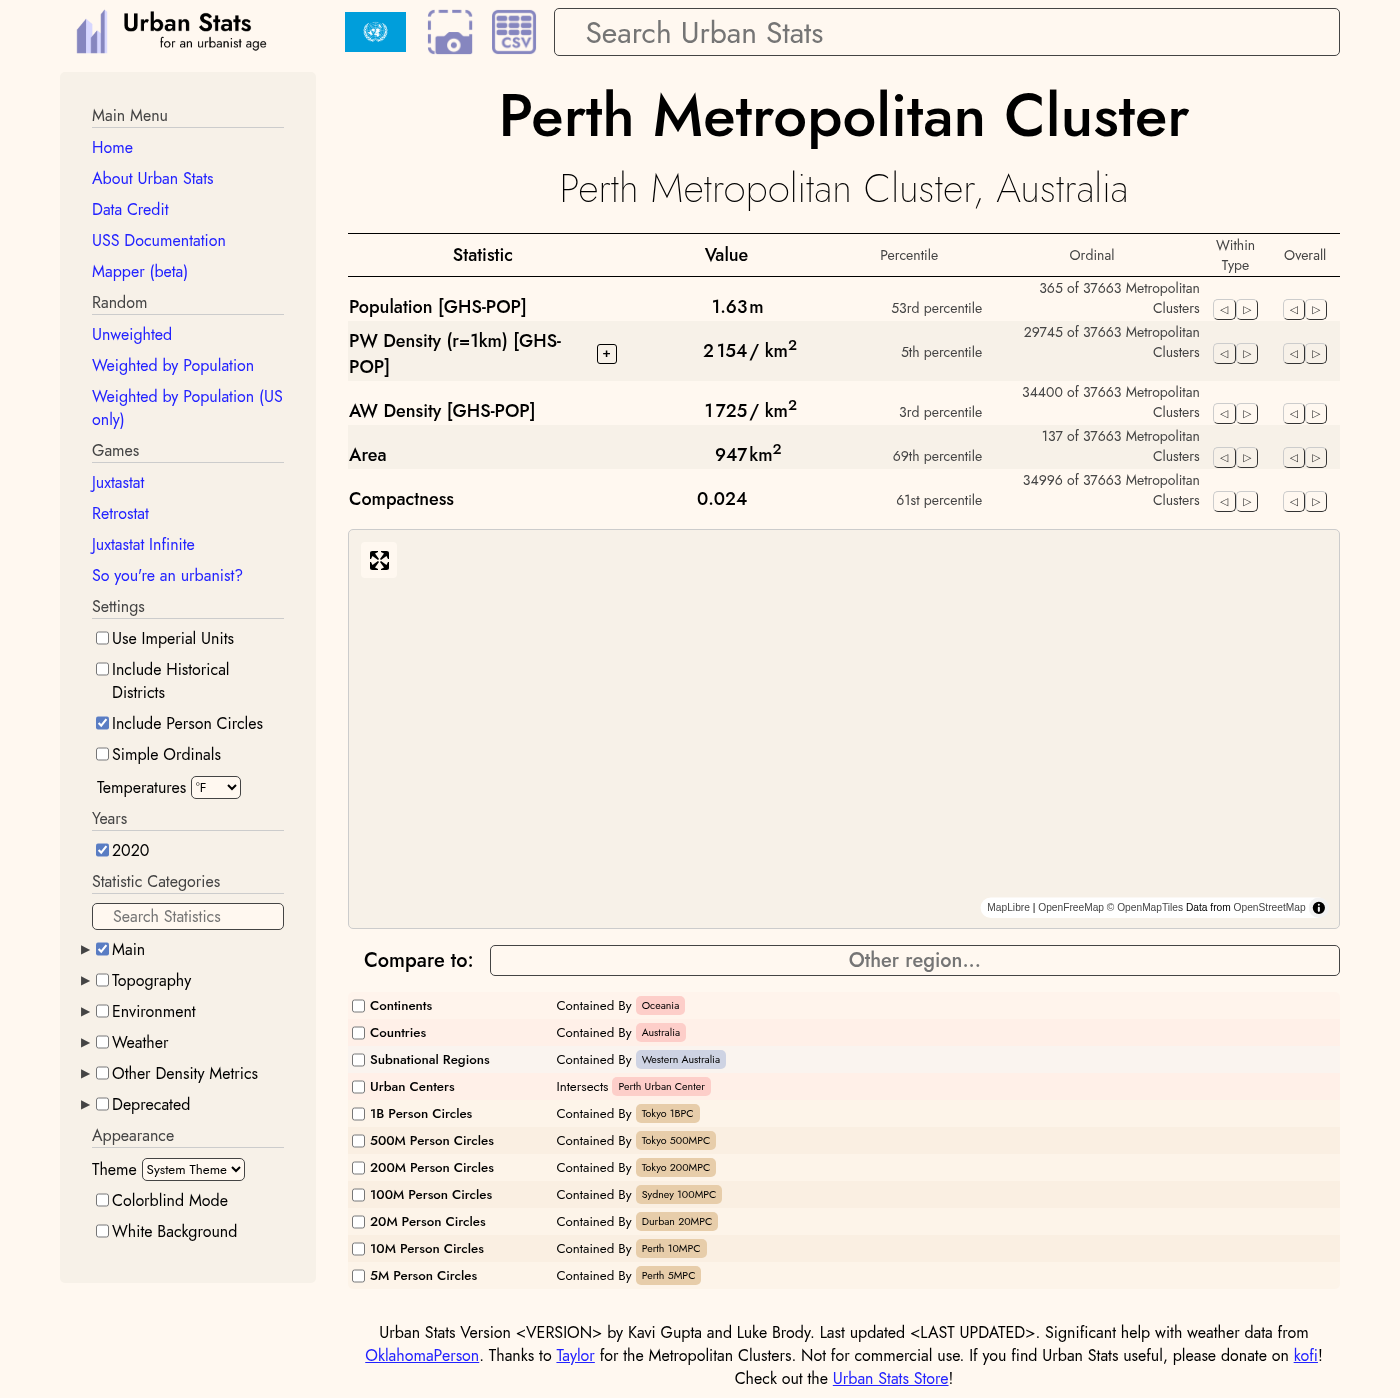 Urban Stats
for an urbanist age
CSV
Search Urban Stats
Main Menu
Home
About Urban Stats
Data Credit
USS Documentation
Mapper (beta)
Random
Unweighted
Weighted by Population
Weighted by Population (US
only)
Games
Juxtastat
Retrostat
Juxtastat Infinite
So you're an urbanist?
Settings
Use Imperial Units
Include Historical
Districts
Include Person Circles
Simple Ordinals
Temperatures °F
Years
2020
Statistic Categories
Search Statistics
Main
Topography
Environment
Weather
Other Density Metrics
Deprecated
Appearance
Theme System Theme
Colorblind Mode
White Background
Perth Metropolitan Cluster
Perth Metropolitan Cluster, Australia
Statistic Value Percentile Ordinal Within Type Overall
Population [GHS-POP] 1.63m 53rd percentile 365 of 37663 Metropolitan Clusters
PW Density (r=1km) [GHS-POP] + 2 154/ km² 5th percentile 29745 of 37663 Metropolitan Clusters
AW Density [GHS-POP] 1 725/ km² 3rd percentile 34400 of 37663 Metropolitan Clusters
Area 947km² 69th percentile 137 of 37663 Metropolitan Clusters
Compactness 0.024 61st percentile 34996 of 37663 Metropolitan Clusters
MapLibre | OpenFreeMap © OpenMapTiles Data from OpenStreetMap
Compare to: Other region...
Continents Contained By Oceania
Countries Contained By Australia
Subnational Regions Contained By Western Australia
Urban Centers Intersects Perth Urban Center
1B Person Circles Contained By Tokyo 1BPC
500M Person Circles Contained By Tokyo 500MPC
200M Person Circles Contained By Tokyo 200MPC
100M Person Circles Contained By Sydney 100MPC
20M Person Circles Contained By Durban 20MPC
10M Person Circles Contained By Perth 10MPC
5M Person Circles Contained By Perth 5MPC
Urban Stats Version <VERSION> by Kavi Gupta and Luke Brody. Last updated <LAST UPDATED>. Significant help with weather data from
OklahomaPerson. Thanks to Taylor for the Metropolitan Clusters. Not for commercial use. If you find Urban Stats useful, please donate on kofi!
Check out the Urban Stats Store!